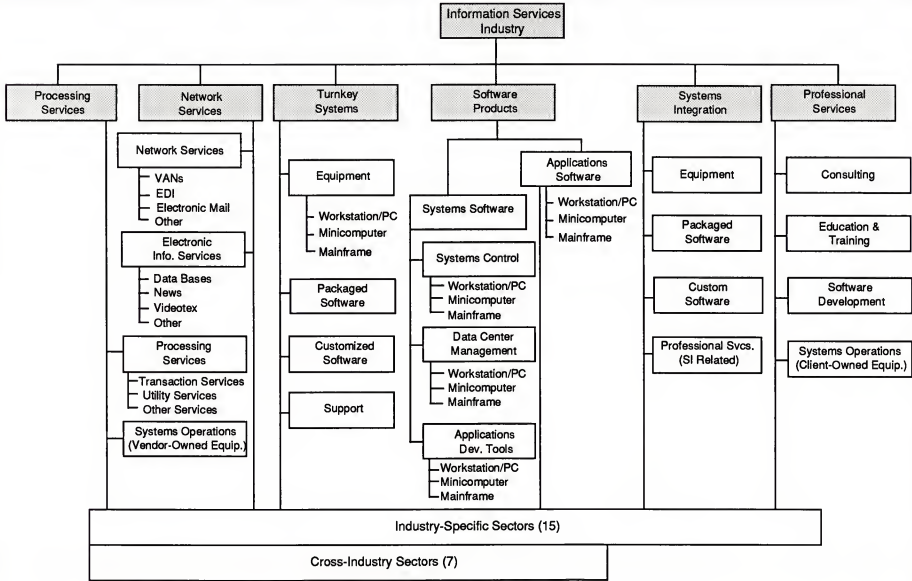 Information Services
Industry
Processing
Services
Network
Services
Turnkey
Systems
Software
Products
Systems
Integration
Professional
Services
Network Services
VANs
EDI
Electronic Mail
Other
Electronic
Info. Services
Data Bases
News
Videotex
Other
Processing
Services
Transaction Services
Utility Services
Other Services
Systems Operations
(Vendor-Owned Equip.)
Equipment
Workstation/PC
Minicomputer
Mainframe
Packaged
Software
Customized
Software
Support
Systems Software
Systems Control
Workstation/PC
Minicomputer
Mainframe
Data Center
Management
Workstation/PC
Minicomputer
Mainframe
Applications
Dev. Tools
Workstation/PC
Minicomputer
Mainframe
Applications
Software
Workstation/PC
Minicomputer
Mainframe
Equipment
Packaged
Software
Custom
Software
Professional Svcs.
(SI Related)
Consulting
Education &
Training
Software
Development
Systems Operations
(Client-Owned Equip.)
Industry-Specific Sectors (15)
Cross-Industry Sectors (7)